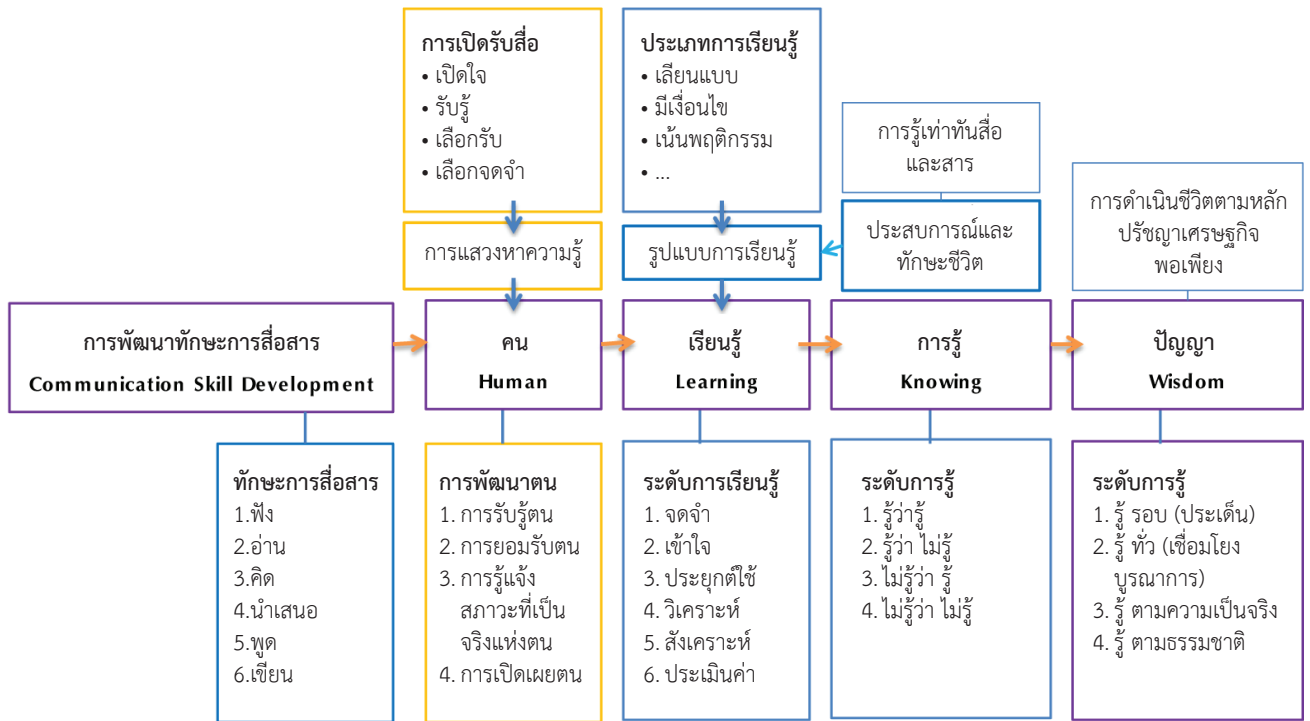 การเปิดรับสื่อ
• เปิดใจ
• รับรู้
• เลือกรับ
• เลือกจดจำ
ประเภทการเรียนรู้
• เลียนแบบ
• มีเงื่อนไข
• เน้นพฤติกรรม
• ...
การรู้เท่าทันสื่อ
และสาร
การแสวงหาความรู้
รูปแบบการเรียนรู้
ประสบการณ์และ
ทักษะชีวิต
การดำเนินชีวิตตามหลัก
ปรัชญาเศรษฐกิจ
พอเพียง
การพัฒนาทักษะการสื่อสาร
Communication Skill Development
คน
Human
เรียนรู้
Learning
การรู้
Knowing
ปัญญา
Wisdom
ทักษะการสื่อสาร
1.ฟัง
2.อ่าน
3.คิด
4.นำเสนอ
5.พูด
6.เขียน
การพัฒนาตน
1. การรับรู้ตน
2. การยอมรับตน
3. การรู้แจ้ง
สภาวะที่เป็น
จริงแห่งตน
4. การเปิดเผยตน
ระดับการเรียนรู้
1. จดจำ
2. เข้าใจ
3. ประยุกต์ใช้
4. วิเคราะห์
5. สังเคราะห์
6. ประเมินค่า
ระดับการรู้
1. รู้ว่ารู้
2. รู้ว่า ไม่รู้
3. ไม่รู้ว่า รู้
4. ไม่รู้ว่า ไม่รู้
ระดับการรู้
1. รู้ รอบ (ประเด็น)
2. รู้ ทั่ว (เชื่อมโยง
บูรณาการ)
3. รู้ ตามความเป็นจริง
4. รู้ ตามธรรมชาติ